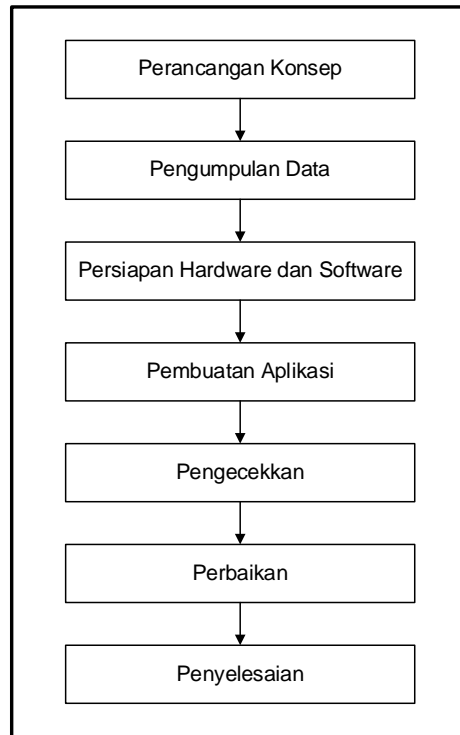 Perancangan Konsep
Pengumpulan Data
Persiapan Hardware dan Software
Pembuatan Aplikasi
Pengecekkan
Perbaikan
Penyelesaian